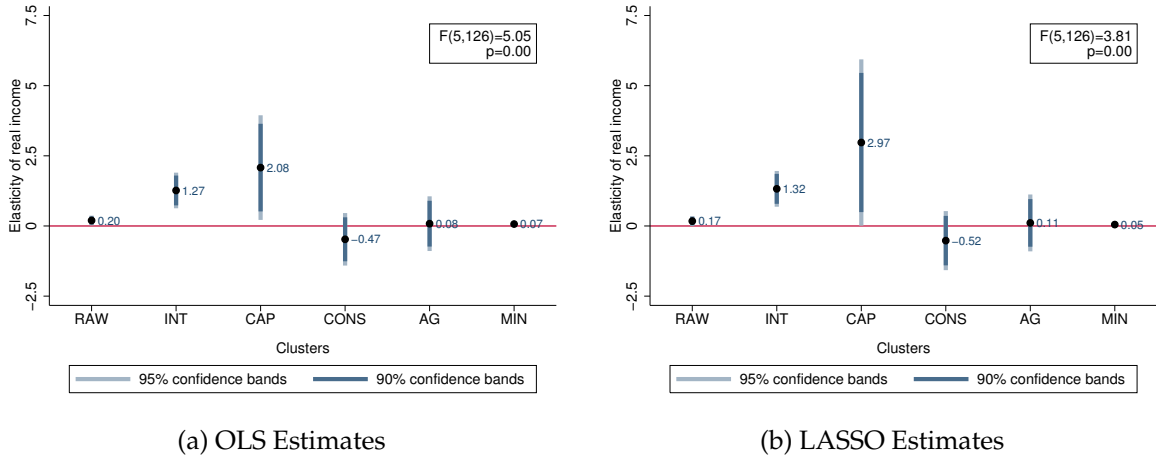 7.5
5
2.5
0
−2.5
Elasticity of real income
F(5,126)=5.05
p=0.00
0.20
1.27
2.08
−0.47
0.08
0.07
RAW INT CAP CONS AG MIN
Clusters
95% confidence bands 90% confidence bands
(a) OLS Estimates
7.5
5
2.5
0
−2.5
Elasticity of real income
F(5,126)=3.81
p=0.00
0.17
1.32
2.97
−0.52
0.11
0.05
RAW INT CAP CONS AG MIN
Clusters
95% confidence bands 90% confidence bands
(b) LASSO Estimates